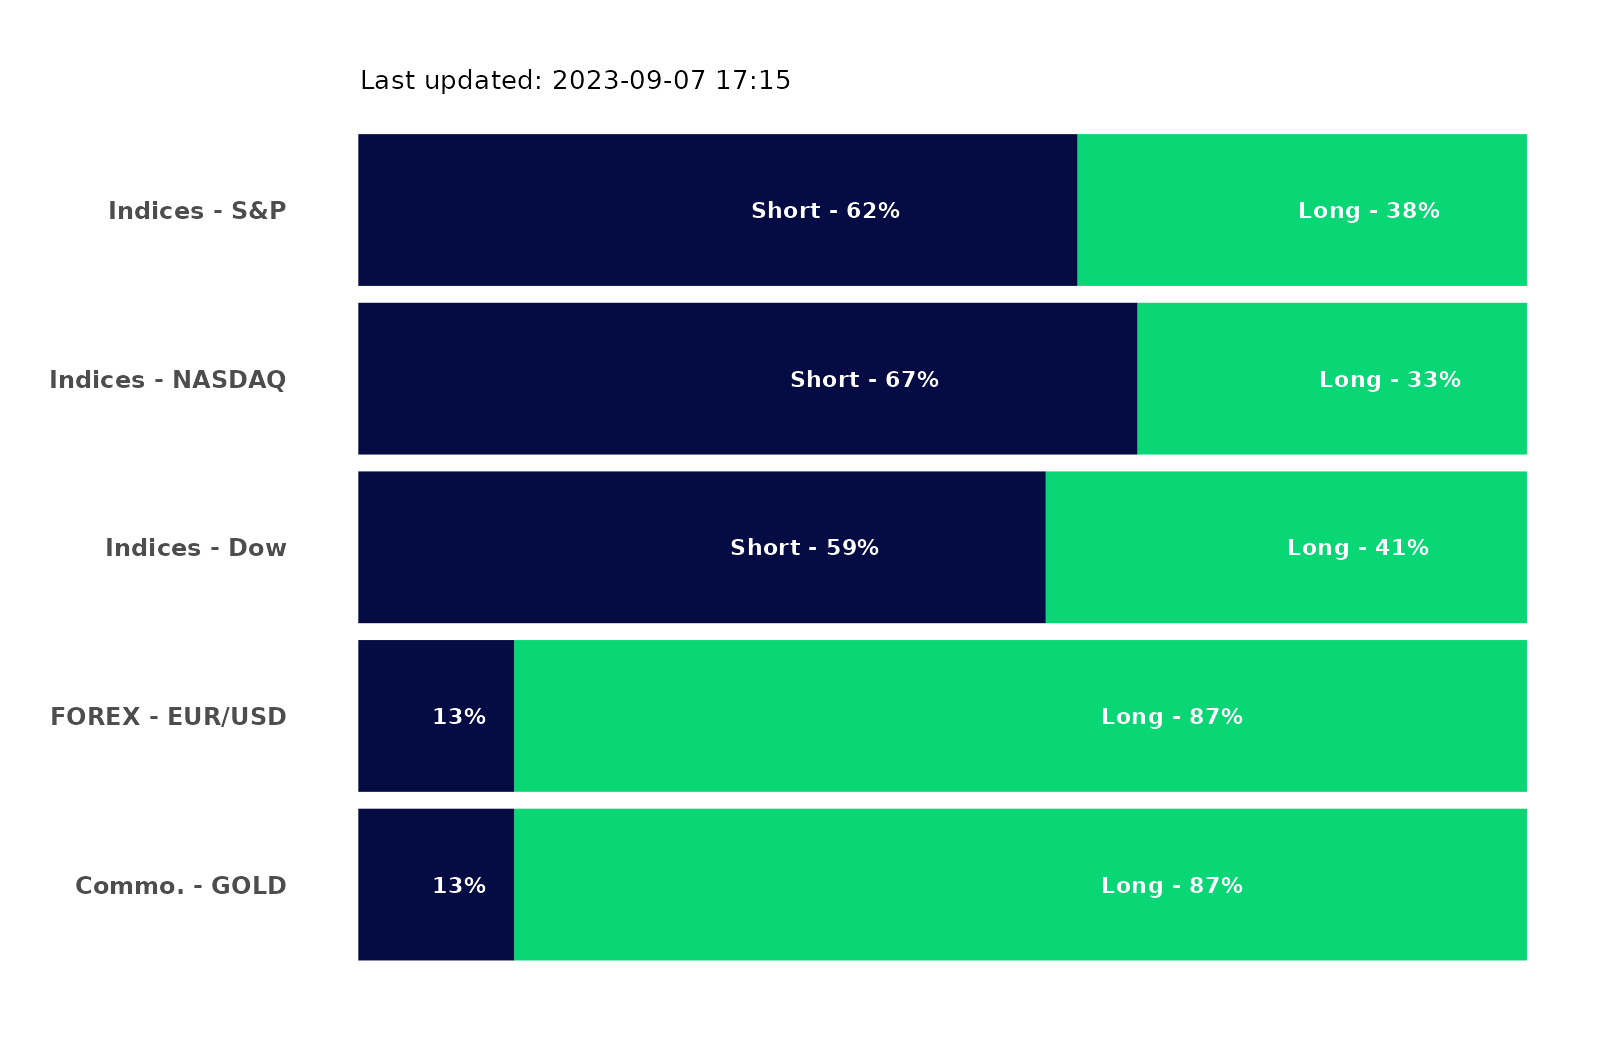 Last updated: 2023-09-07 17:15
Indices - S&P
Short - 62%
Long - 38%
Indices - NASDAQ
Short - 67%
Long - 33%
Indices - Dow
Short - 59%
Long - 41%
FOREX - EUR/USD
13%
Long - 87%
Commo. - GOLD
13%
Long - 87%